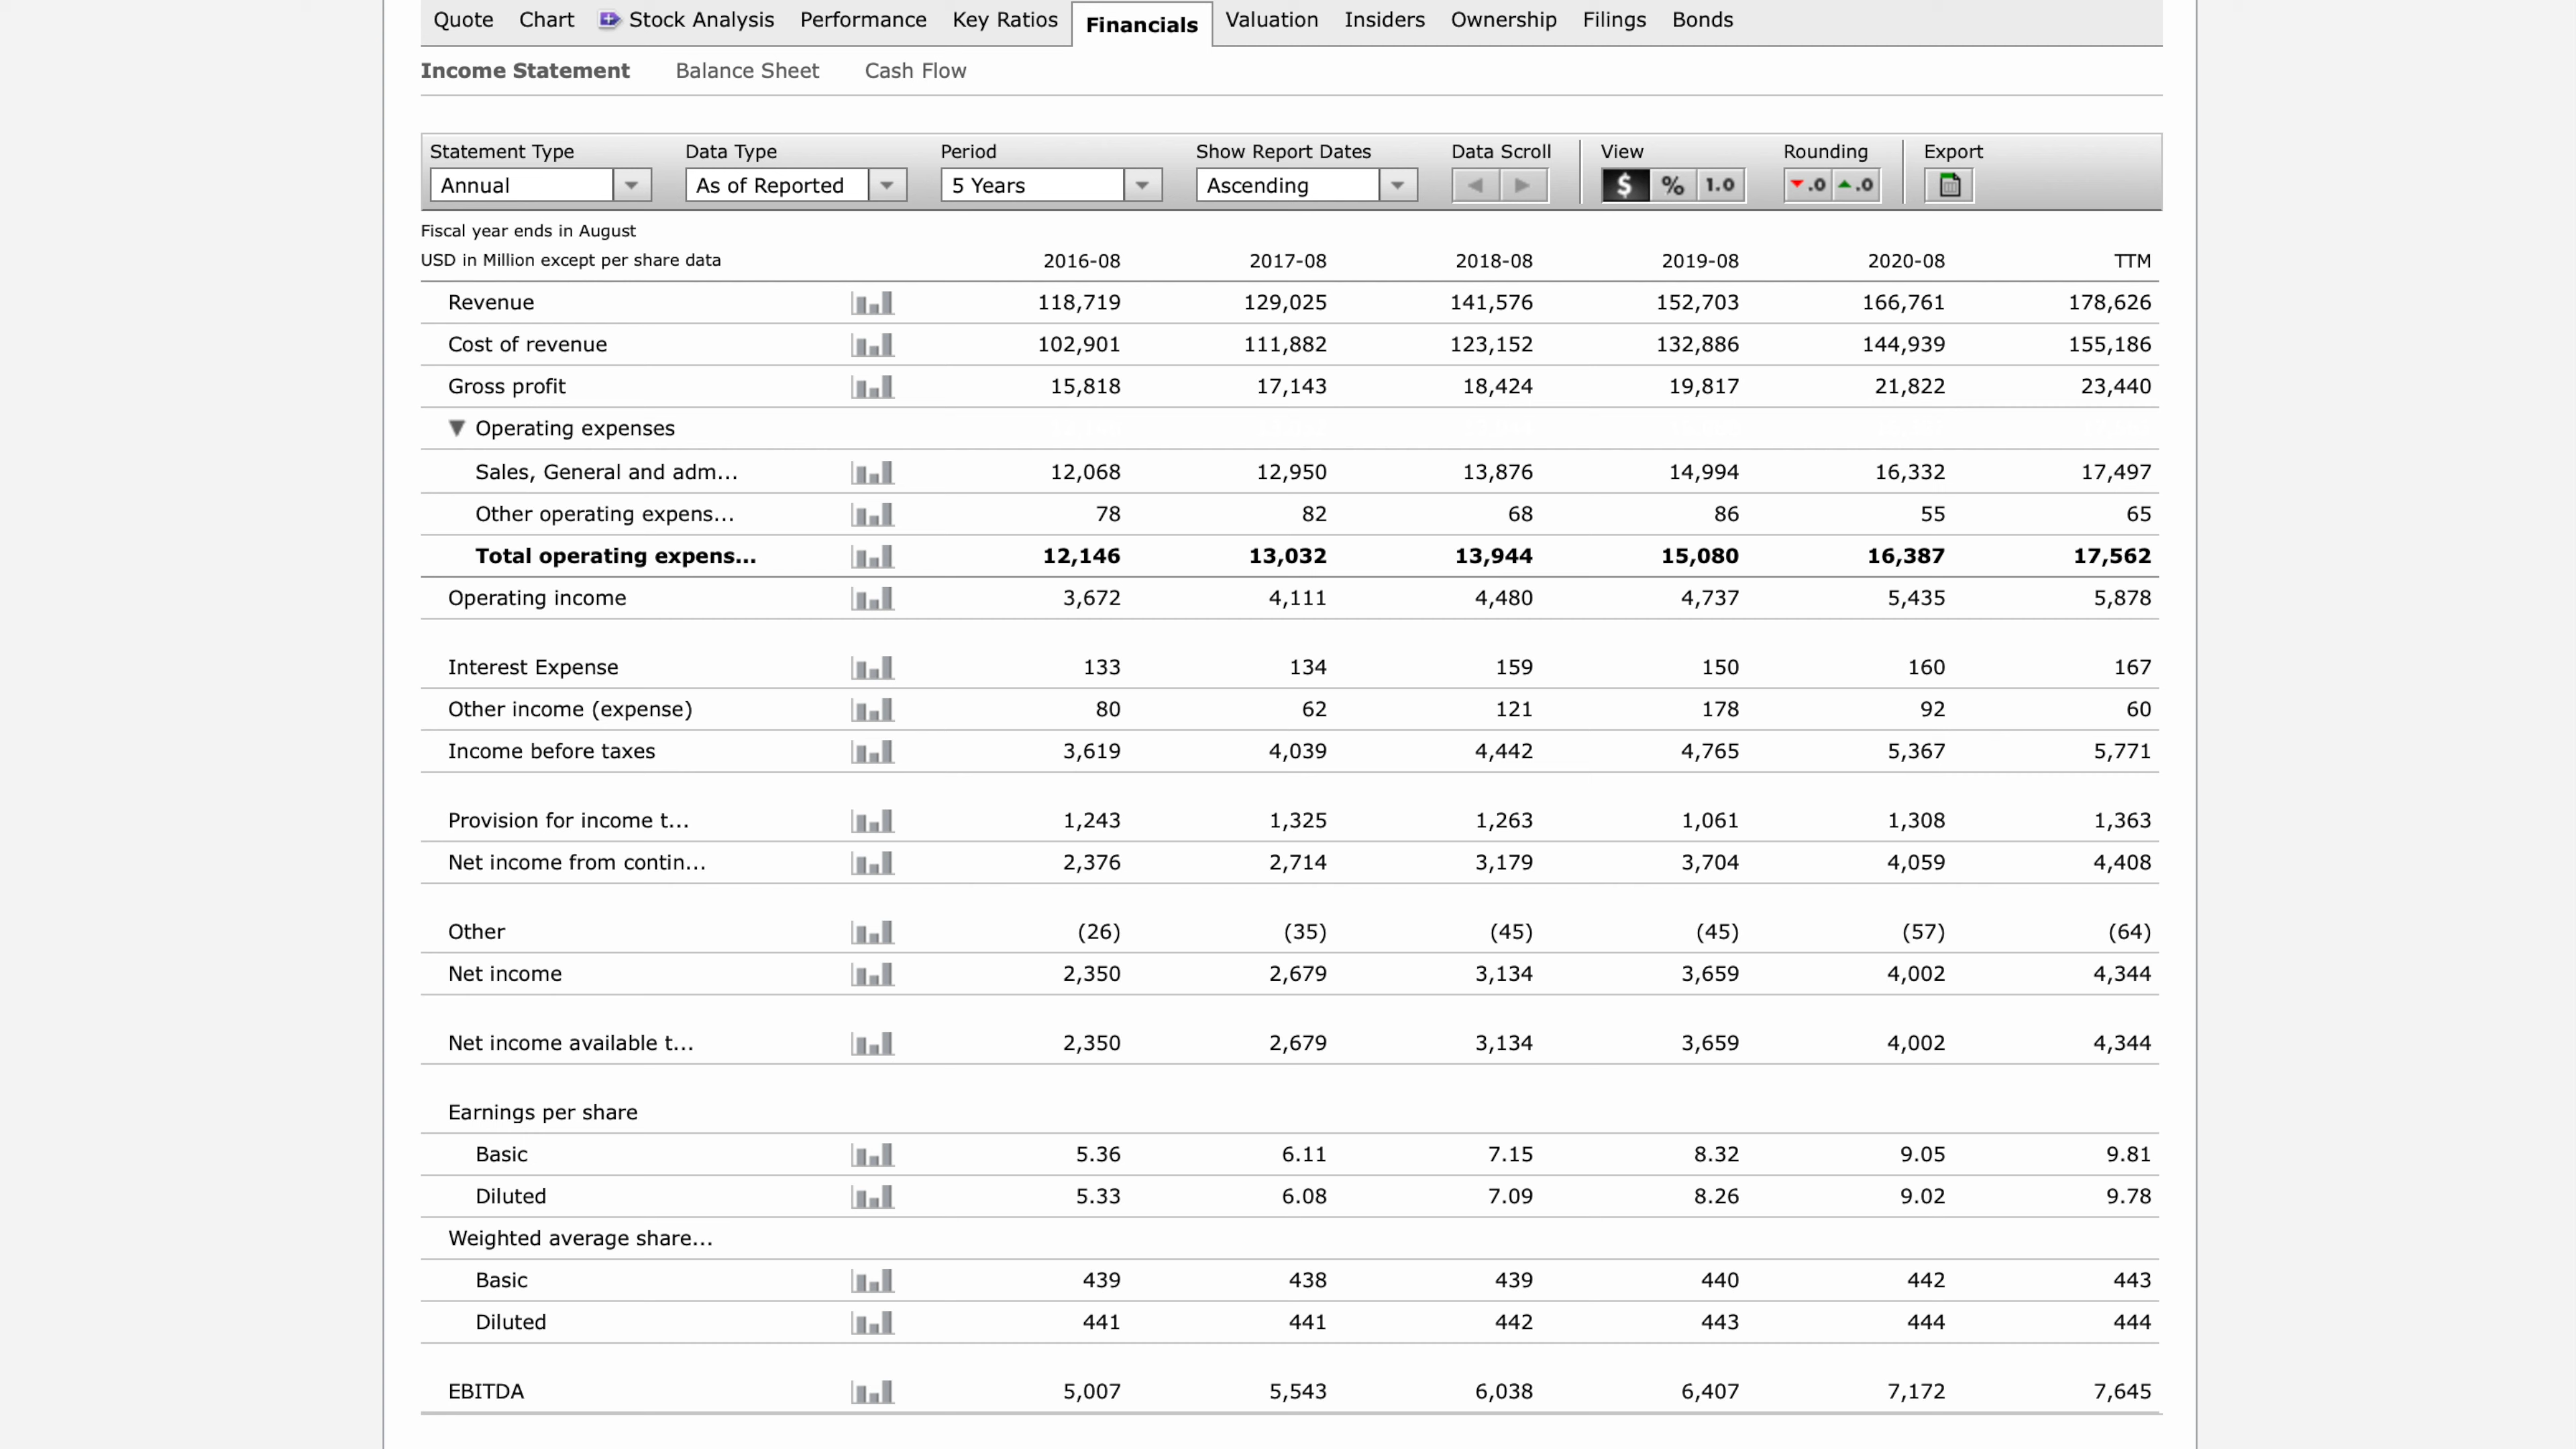 Quote Chart Stock Analysis Performance Key Ratios Financials Valuation Insiders Ownership Filings Bonds
Income Statement Balance Sheet Cash Flow
Statement Type Data Type Period Show Report Dates Data Scroll View Rounding Export
Annual As of Reported 5 Years Ascending $ % 1.0 .0 .0
Fiscal year ends in August
USD in Million except per share data 2016-08 2017-08 2018-08 2019-08 2020-08 TTM
Revenue 118,719 129,025 141,576 152,703 166,761 178,626
Cost of revenue 102,901 111,882 123,152 132,886 144,939 155,186
Gross profit 15,818 17,143 18,424 19,817 21,822 23,440
Operating expenses
Sales, General and adm... 12,068 12,950 13,876 14,994 16,332 17,497
Other operating expens... 78 82 68 86 55 65
Total operating expens... 12,146 13,032 13,944 15,080 16,387 17,562
Operating income 3,672 4,111 4,480 4,737 5,435 5,878
Interest Expense 133 134 159 150 160 167
Other income (expense) 80 62 121 178 92 60
Income before taxes 3,619 4,039 4,442 4,765 5,367 5,771
Provision for income t... 1,243 1,325 1,263 1,061 1,308 1,363
Net income from contin... 2,376 2,714 3,179 3,704 4,059 4,408
Other (26) (35) (45) (45) (57) (64)
Net income 2,350 2,679 3,134 3,659 4,002 4,344
Net income available t... 2,350 2,679 3,134 3,659 4,002 4,344
Earnings per share
Basic 5.36 6.11 7.15 8.32 9.05 9.81
Diluted 5.33 6.08 7.09 8.26 9.02 9.78
Weighted average share...
Basic 439 438 439 440 442 443
Diluted 441 441 442 443 444 444
EBITDA 5,007 5,543 6,038 6,407 7,172 7,645